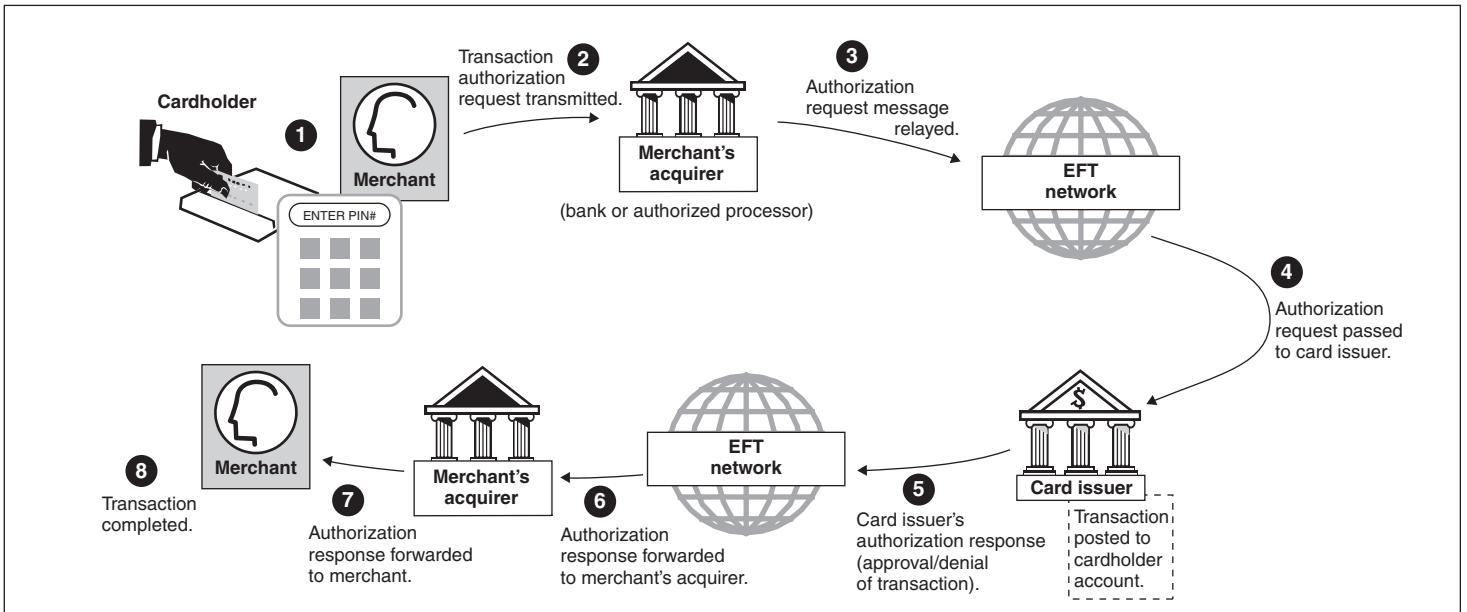 Cardholder
1
Merchant
ENTER PIN#
2
Transaction
authorization
request transmitted.
Merchant's
acquirer
(bank or authorized processor)
3
Authorization
request message
relayed.
EFT
network
4
Authorization
request passed
to card issuer.
$
Card issuer
Transaction
posted to
cardholder
account.
5
Card issuer's
authorization response
(approval/denial
of transaction).
EFT
network
6
Authorization
response forwarded
to merchant's acquirer.
Merchant's
acquirer
7
Authorization
response forwarded
to merchant.
Merchant
8
Transaction
completed.